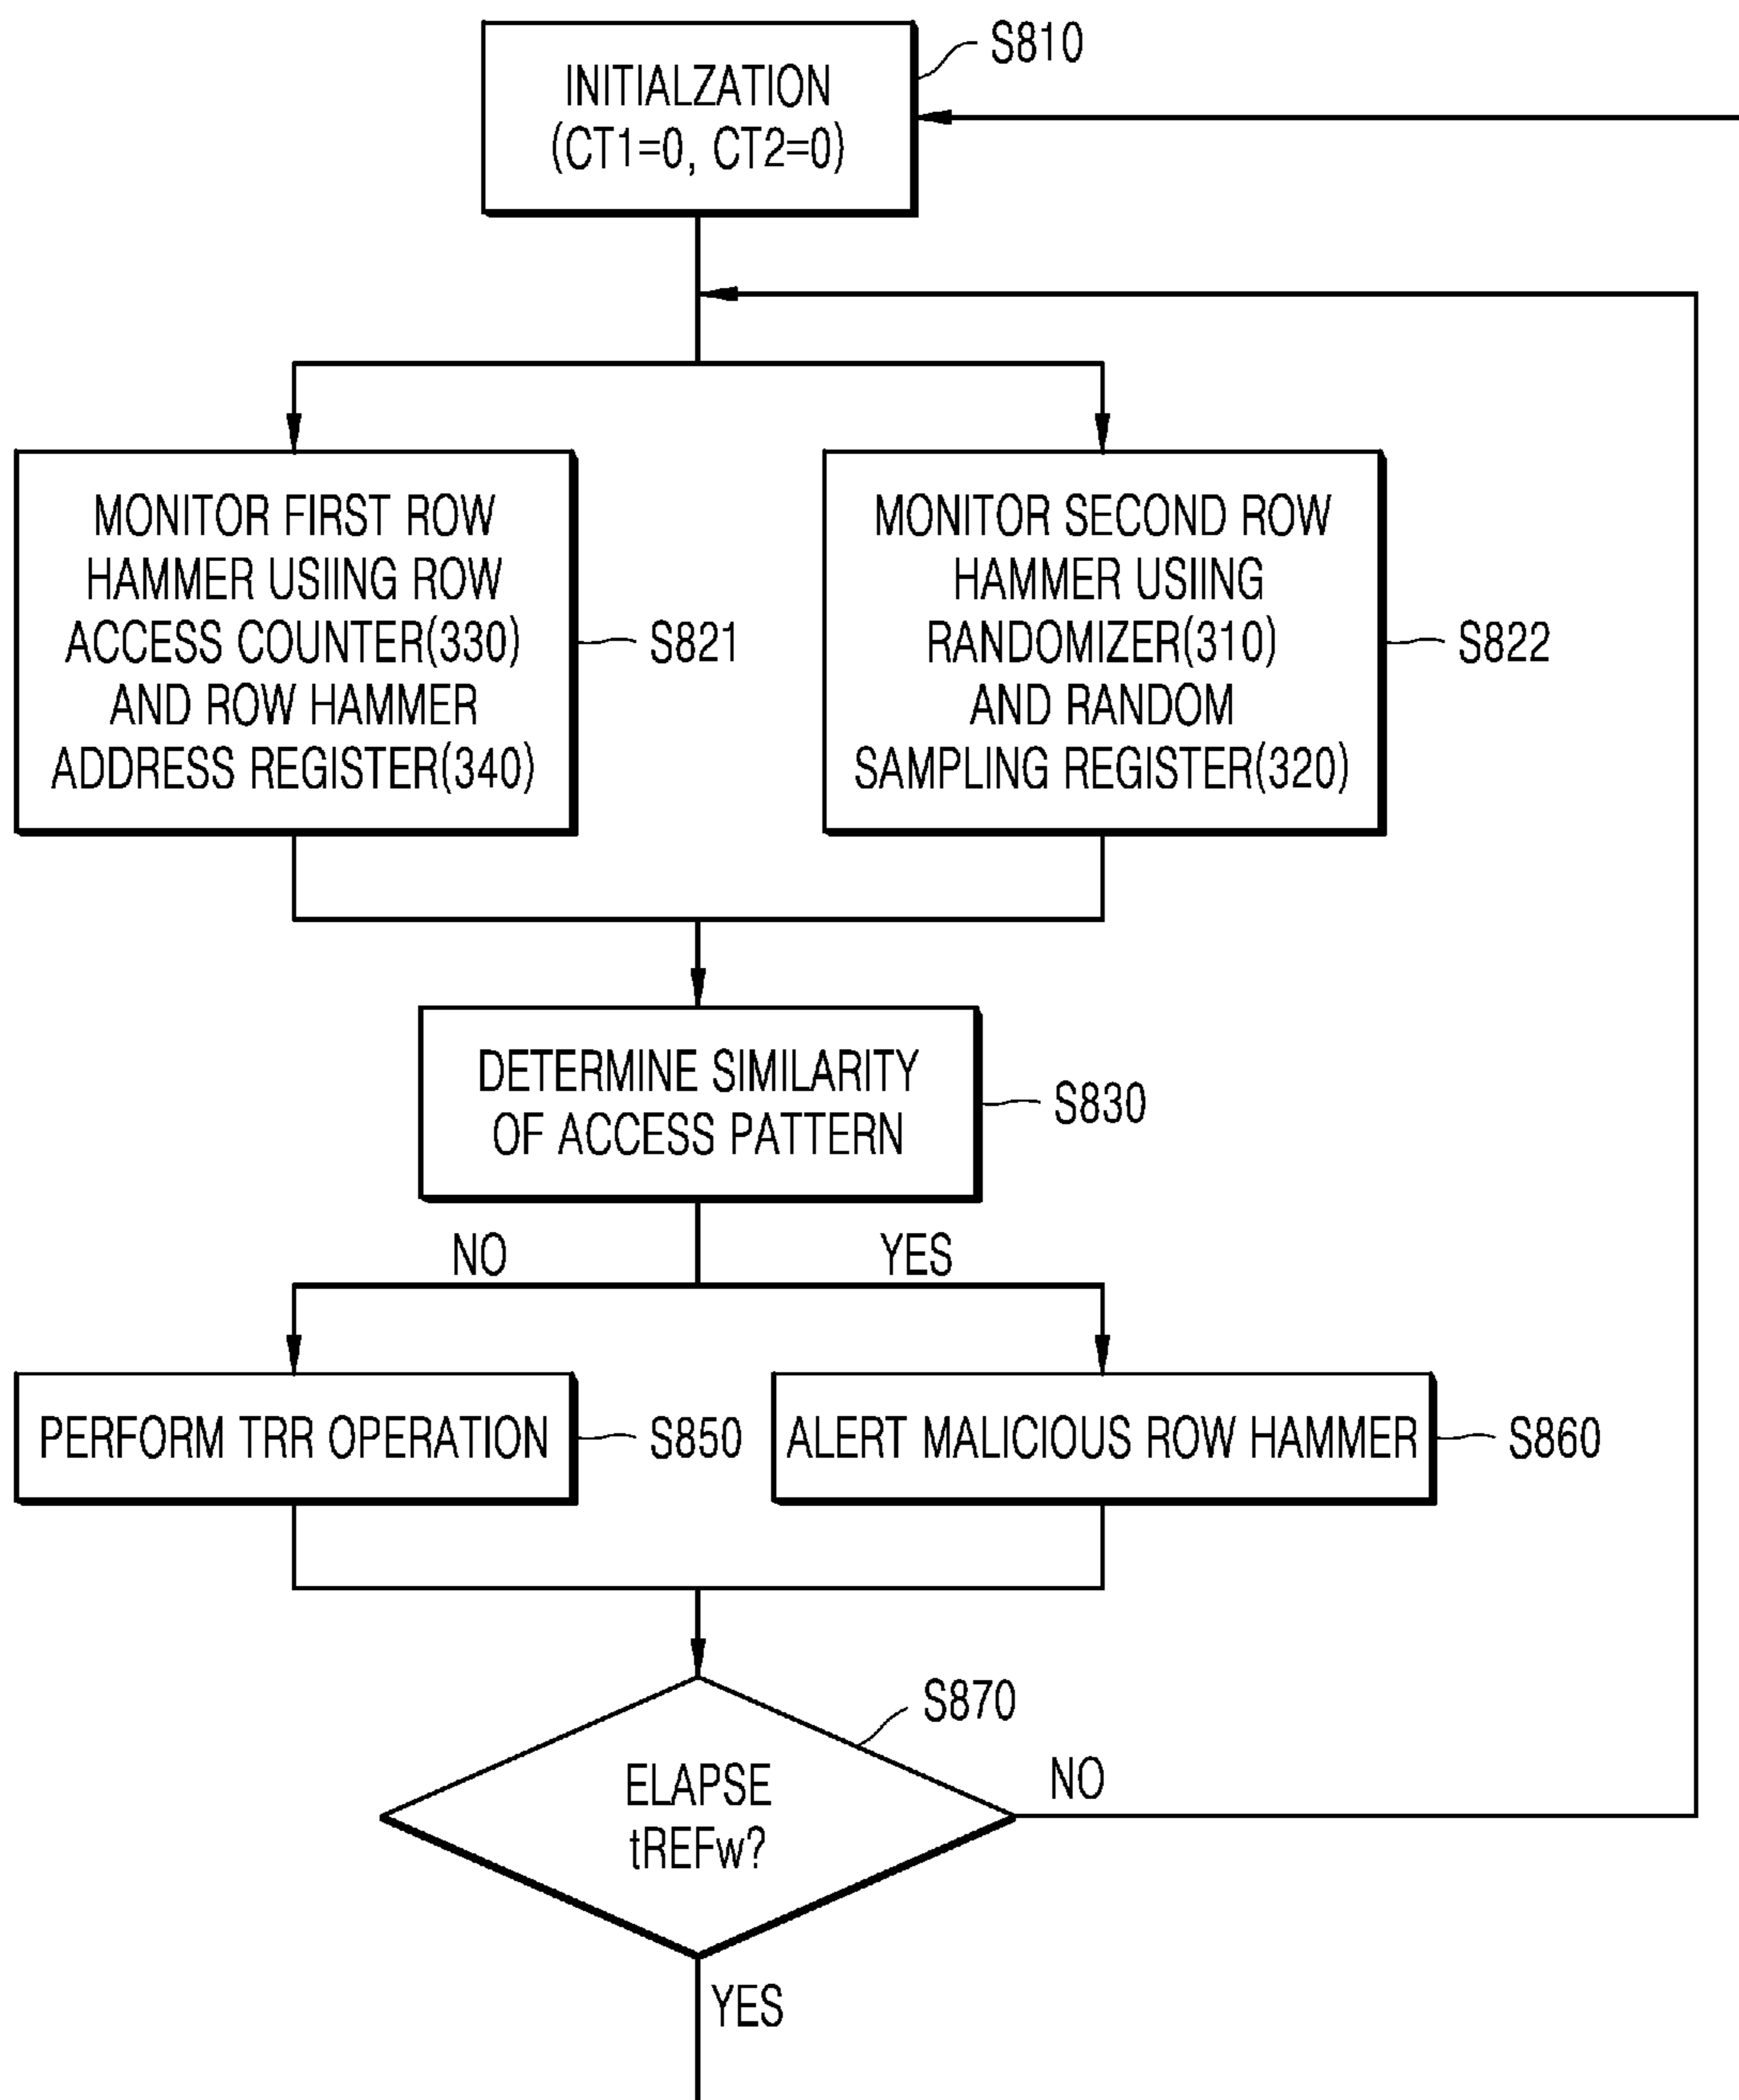 INITIALZATION
(CT1=0, CT2=0)
S810
MONITOR FIRST ROW
HAMMER USIING ROW
ACCESS COUNTER(330)
AND ROW HAMMER
ADDRESS REGISTER(340)
S821
MONITOR SECOND ROW
HAMMER USIING
RANDOMIZER(310)
AND RANDOM
SAMPLING REGISTER(320)
S822
DETERMINE SIMILARITY
OF ACCESS PATTERN
S830
NO
YES
PERFORM TRR OPERATION
S850
ALERT MALICIOUS ROW HAMMER
S860
S870
ELAPSE
tREFw?
NO
YES